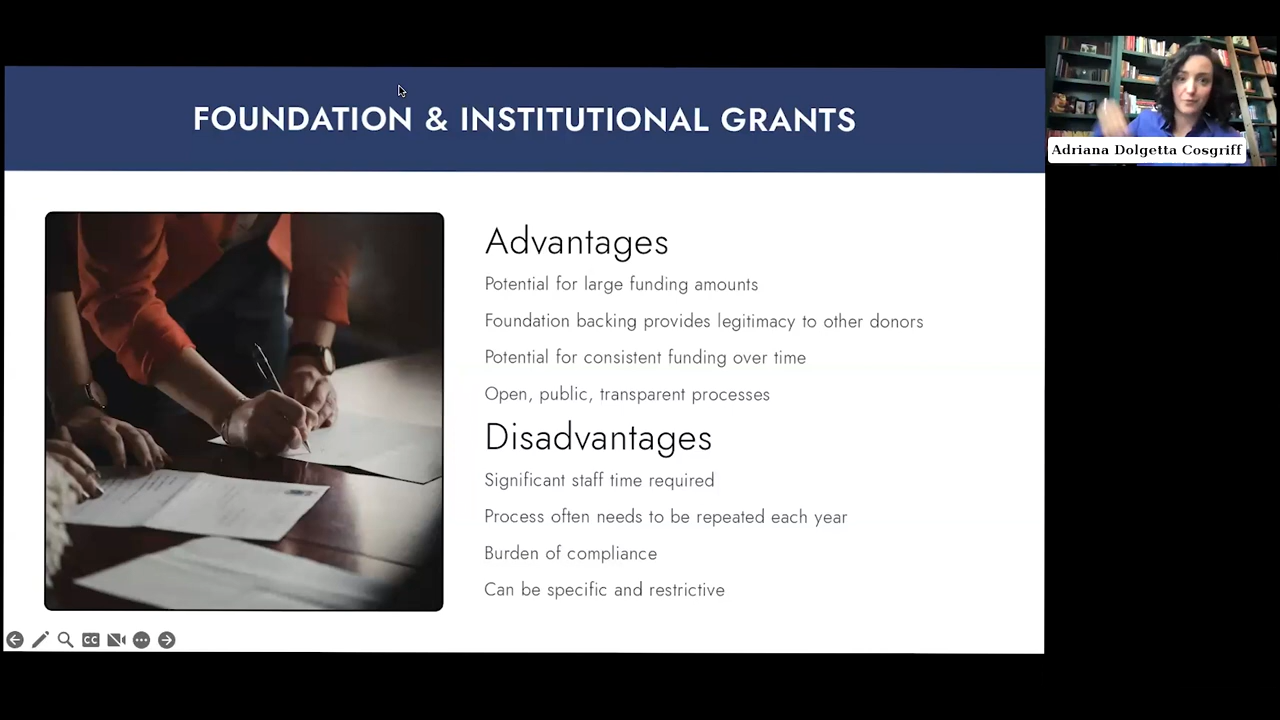 FOUNDATION & INSTITUTIONAL GRANTS
Adriana Dolgetta Cosgriff
Advantages
Potential for large funding amounts
Foundation backing provides legitimacy to other donors
Potential for consistent funding over time
Open, public, transparent processes
Disadvantages
Significant staff time required
Process often needs to be repeated each year
Burden of compliance
Can be specific and restrictive
CC